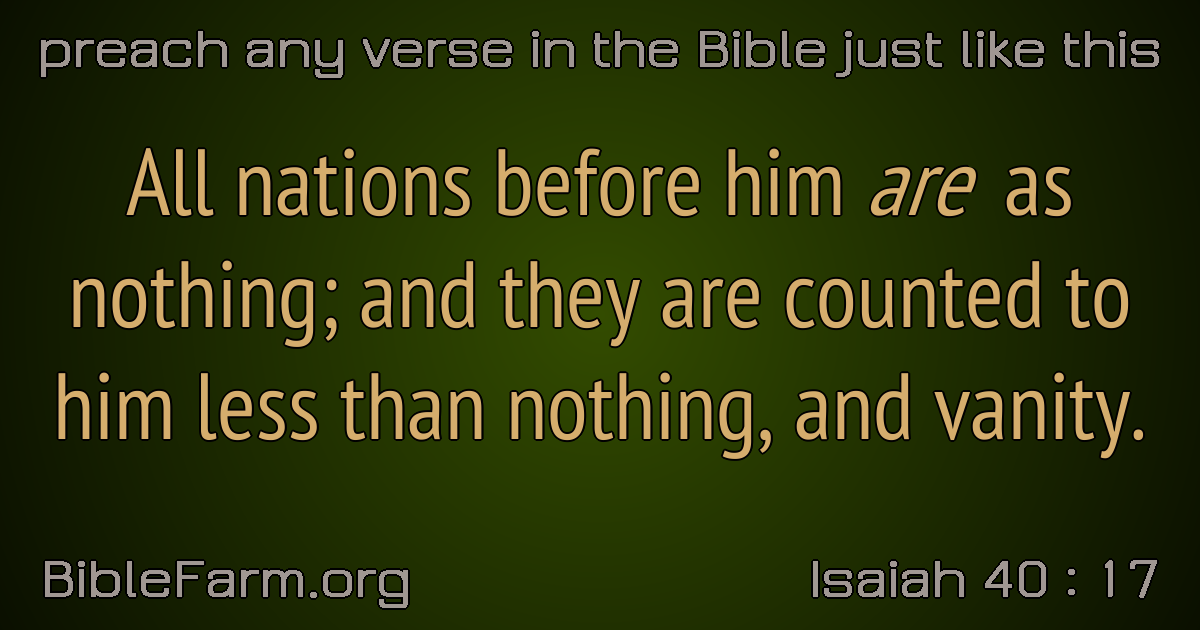 preach any verse in the Bible just like this
All nations before him are as
nothing; and they are counted to
him less than nothing, and vanity.
BibleFarm.org
Isaiah 40 : 17